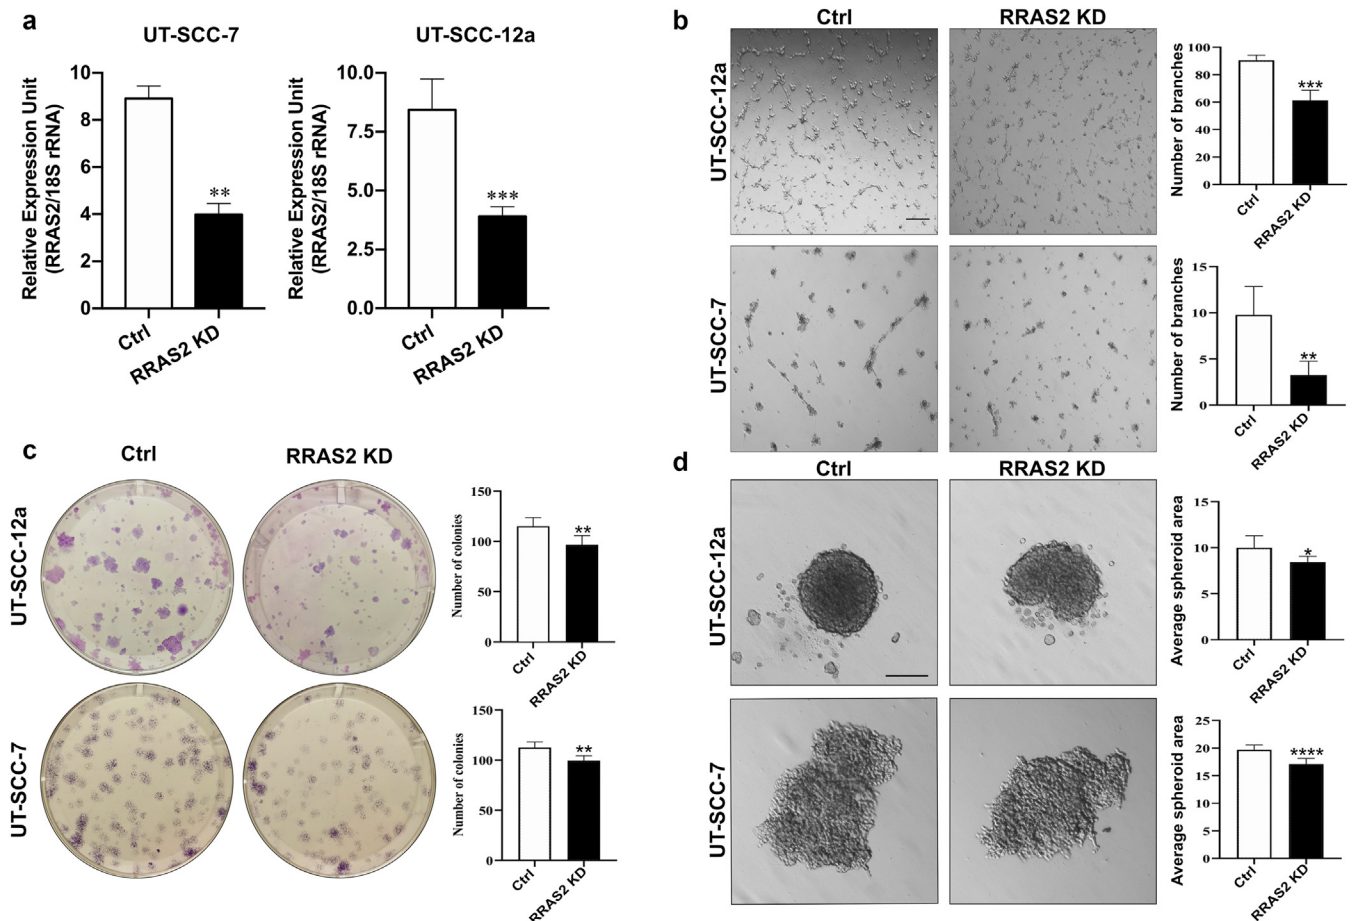 a
UT-SCC-7
UT-SCC-12a
Relative Expression Unit
(RRAS2/18S rRNA)
10
8
6
4
2
0
**
Ctrl
RRAS2 KD
Relative Expression Unit
(RRAS2/18S rRNA)
10.0
7.5
5.0
2.5
0.0
***
Ctrl
RRAS2 KD
b
Ctrl
RRAS2 KD
UT-SCC-12a
Number of branches
100
80
60
40
20
0
***
Ctrl
RRAS2 KD
UT-SCC-7
Number of branches
15
10
5
0
**
Ctrl
RRAS2 KD
c
Ctrl
RRAS2 KD
UT-SCC-12a
Number of colonies
150
100
50
0
**
Ctrl
RRAS2 KD
UT-SCC-7
Number of colonies
150
100
50
0
**
Ctrl
RRAS2 KD
d
Ctrl
RRAS2 KD
UT-SCC-12a
Average spheroid area
15
10
5
0
*
Ctrl
RRAS2 KD
UT-SCC-7
Average spheroid area
25
20
15
10
5
0
****
Ctrl
RRAS2 KD